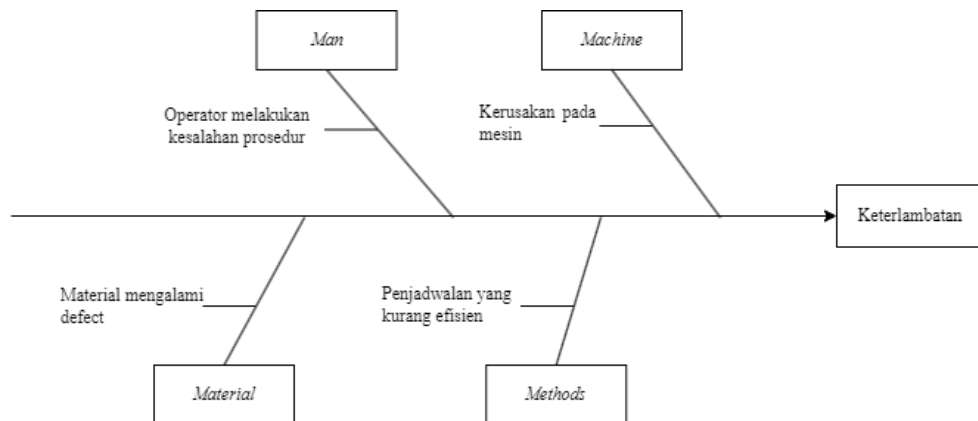 Man
Machine
Operator melakukan
kesalahan prosedur
Kerusakan pada
mesin
Keterlambatan
Material mengalami
defect
Penjadwalan yang
kurang efisien
Material
Methods